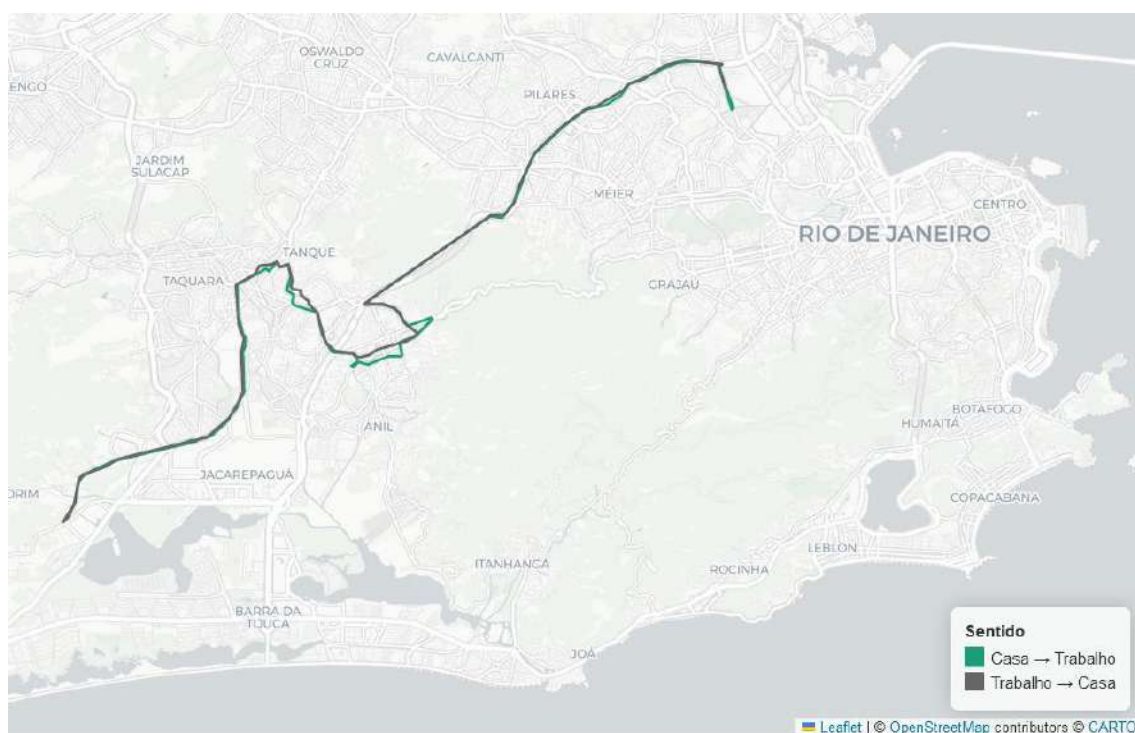 OSWALDO
CRUZ
CAVALCANTI
ENGO
PILARES
JARDIM
SULACAP
MÉIER
CENTRO
RIO DE JANEIRO
TANQUE
TAQUARA
GRAJAÚ
BOTAFOGO
HUMAITÁ
ANIL
JACAREPAGUÁ
ORIM
COPACABANA
LEBLON
ITANHANGÁ
ROCINHA
BARRA DA
TIJUCA
JOÁ
Sentido
Casa → Trabalho
Trabalho → Casa
Leaflet | © OpenStreetMap contributors © CARTO